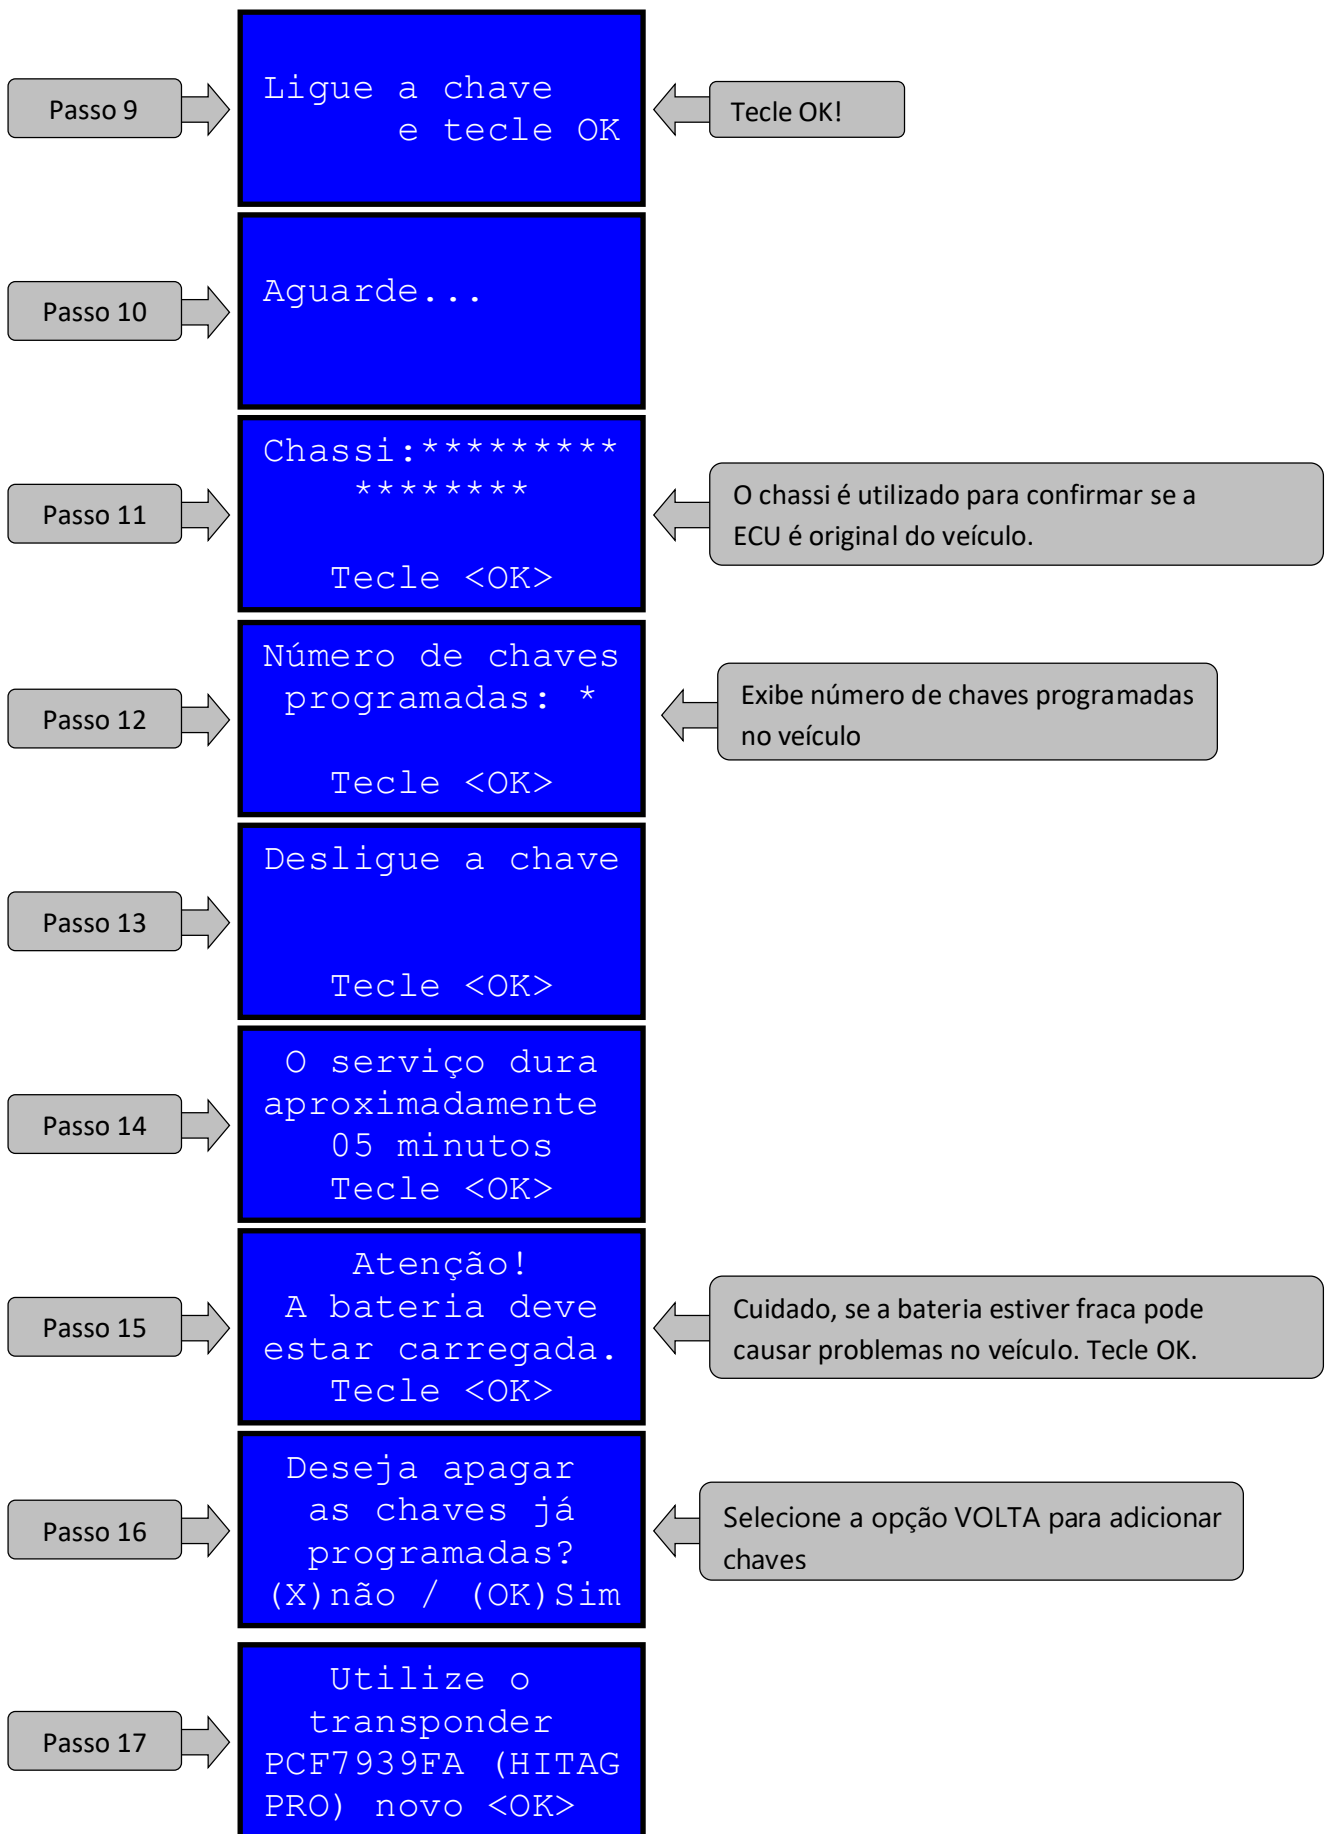 Passo 9
Ligue a chave
e tecle OK
Tecle OK!
Passo 10
Aguarde...
Passo 11
Chassi:*********
********
Tecle <OK>
O chassi é utilizado para confirmar se a
ECU é original do veículo.
Passo 12
Número de chaves
programadas: *
Tecle <OK>
Exibe número de chaves programadas
no veículo
Passo 13
Desligue a chave
Tecle <OK>
Passo 14
O serviço dura
aproximadamente
05 minutos
Tecle <OK>
Passo 15
Atenção!
A bateria deve
estar carregada.
Tecle <OK>
Cuidado, se a bateria estiver fraca pode
causar problemas no veículo. Tecle OK.
Passo 16
Deseja apagar
as chaves já
programadas?
(X)não / (OK)Sim
Selecione a opção VOLTA para adicionar
chaves
Passo 17
Utilize o
transponder
PCF7939FA (HITAG
PRO) novo <OK>